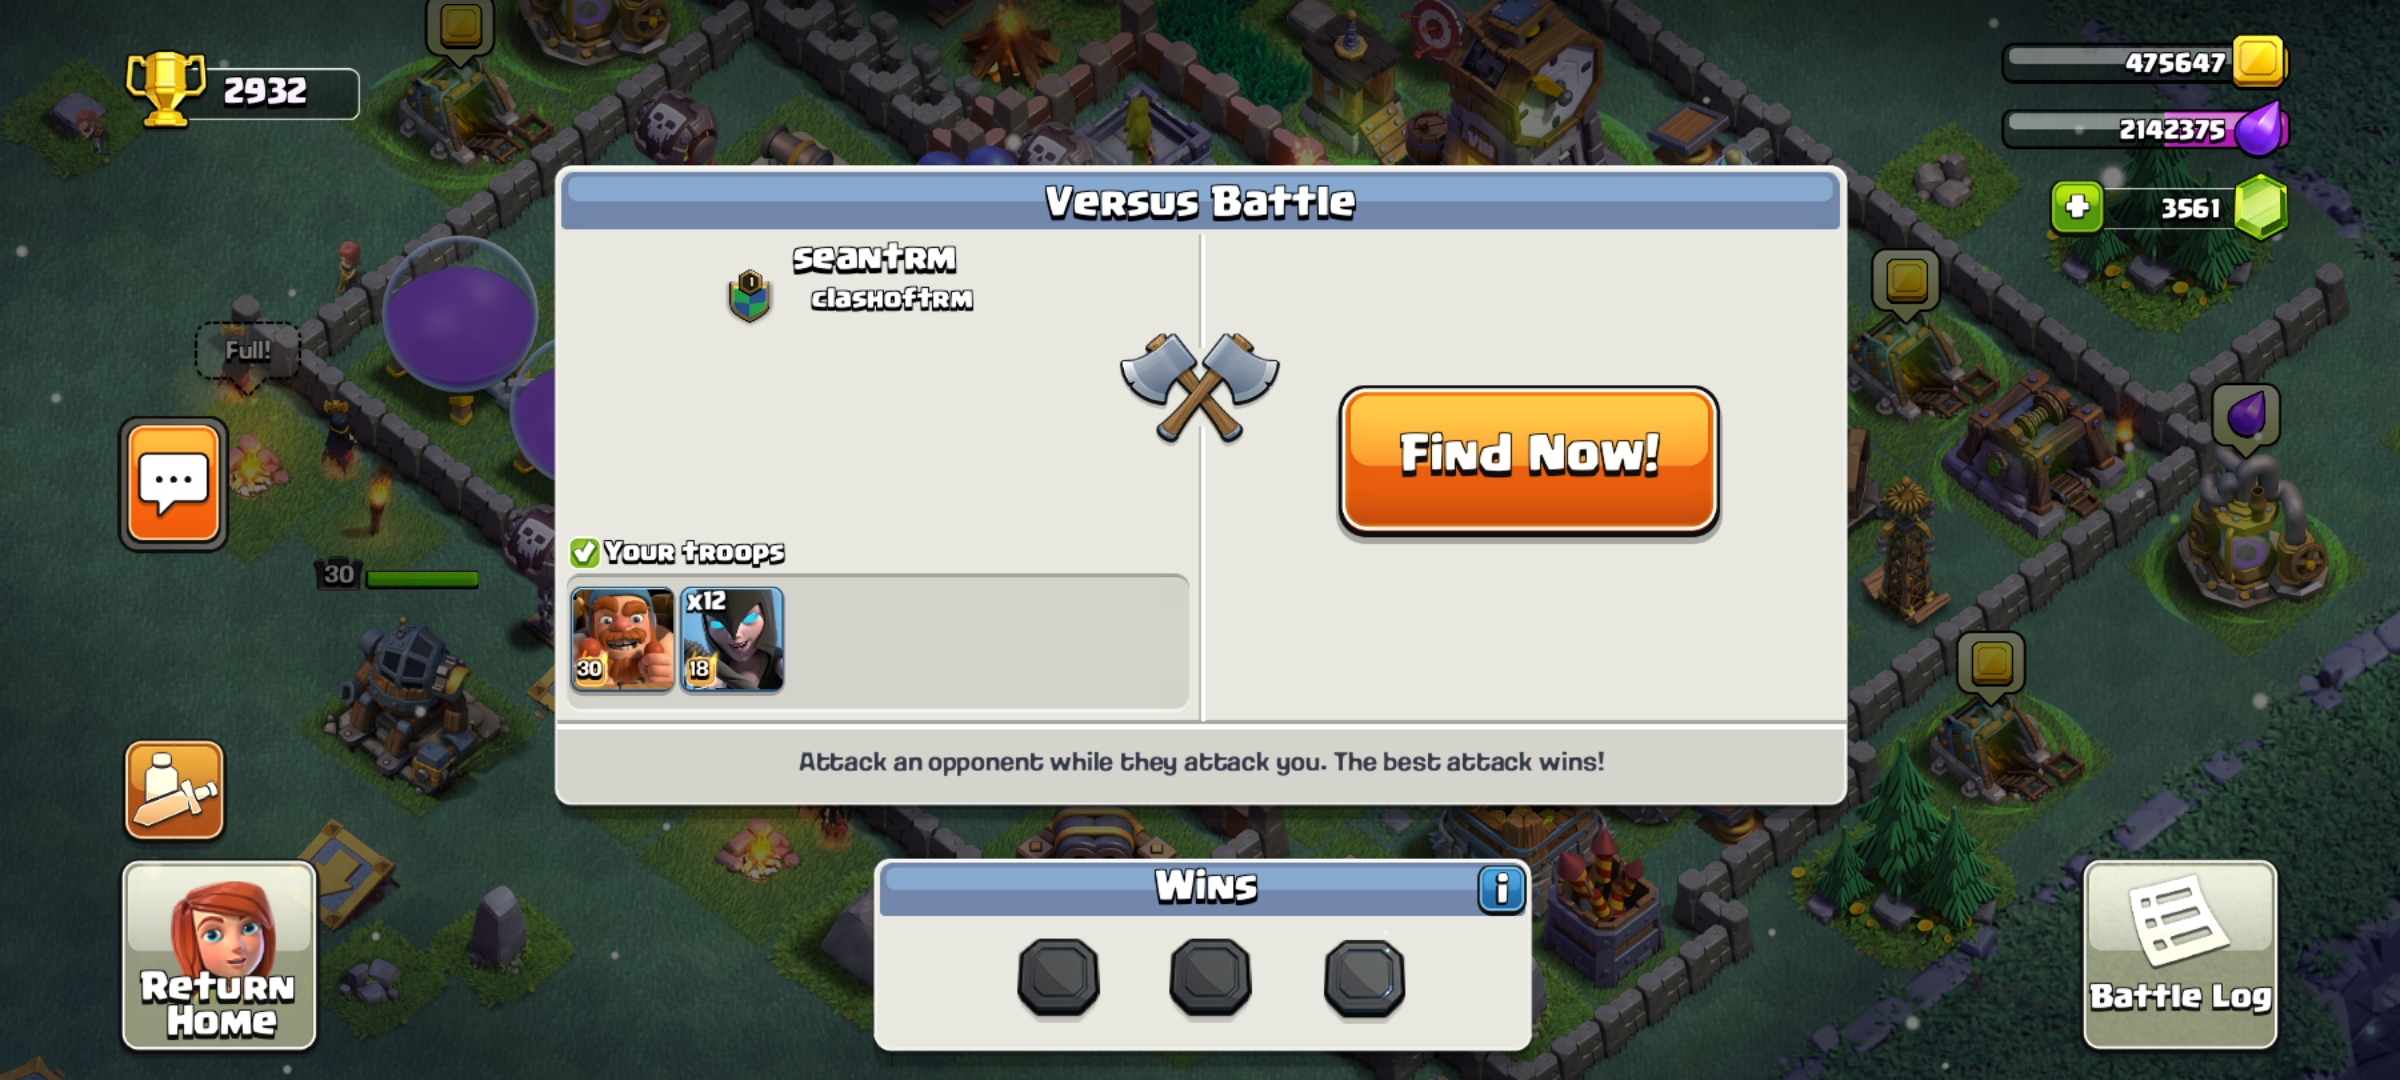 2932
475647
2142375
3561
Versus Battle
seantrm
1
clashoftrm
Full!
Find Now!
Your troops
30
x12
30
18
Attack an opponent while they attack you. The best attack wins!
Wins
i
Return
Home
Battle Log